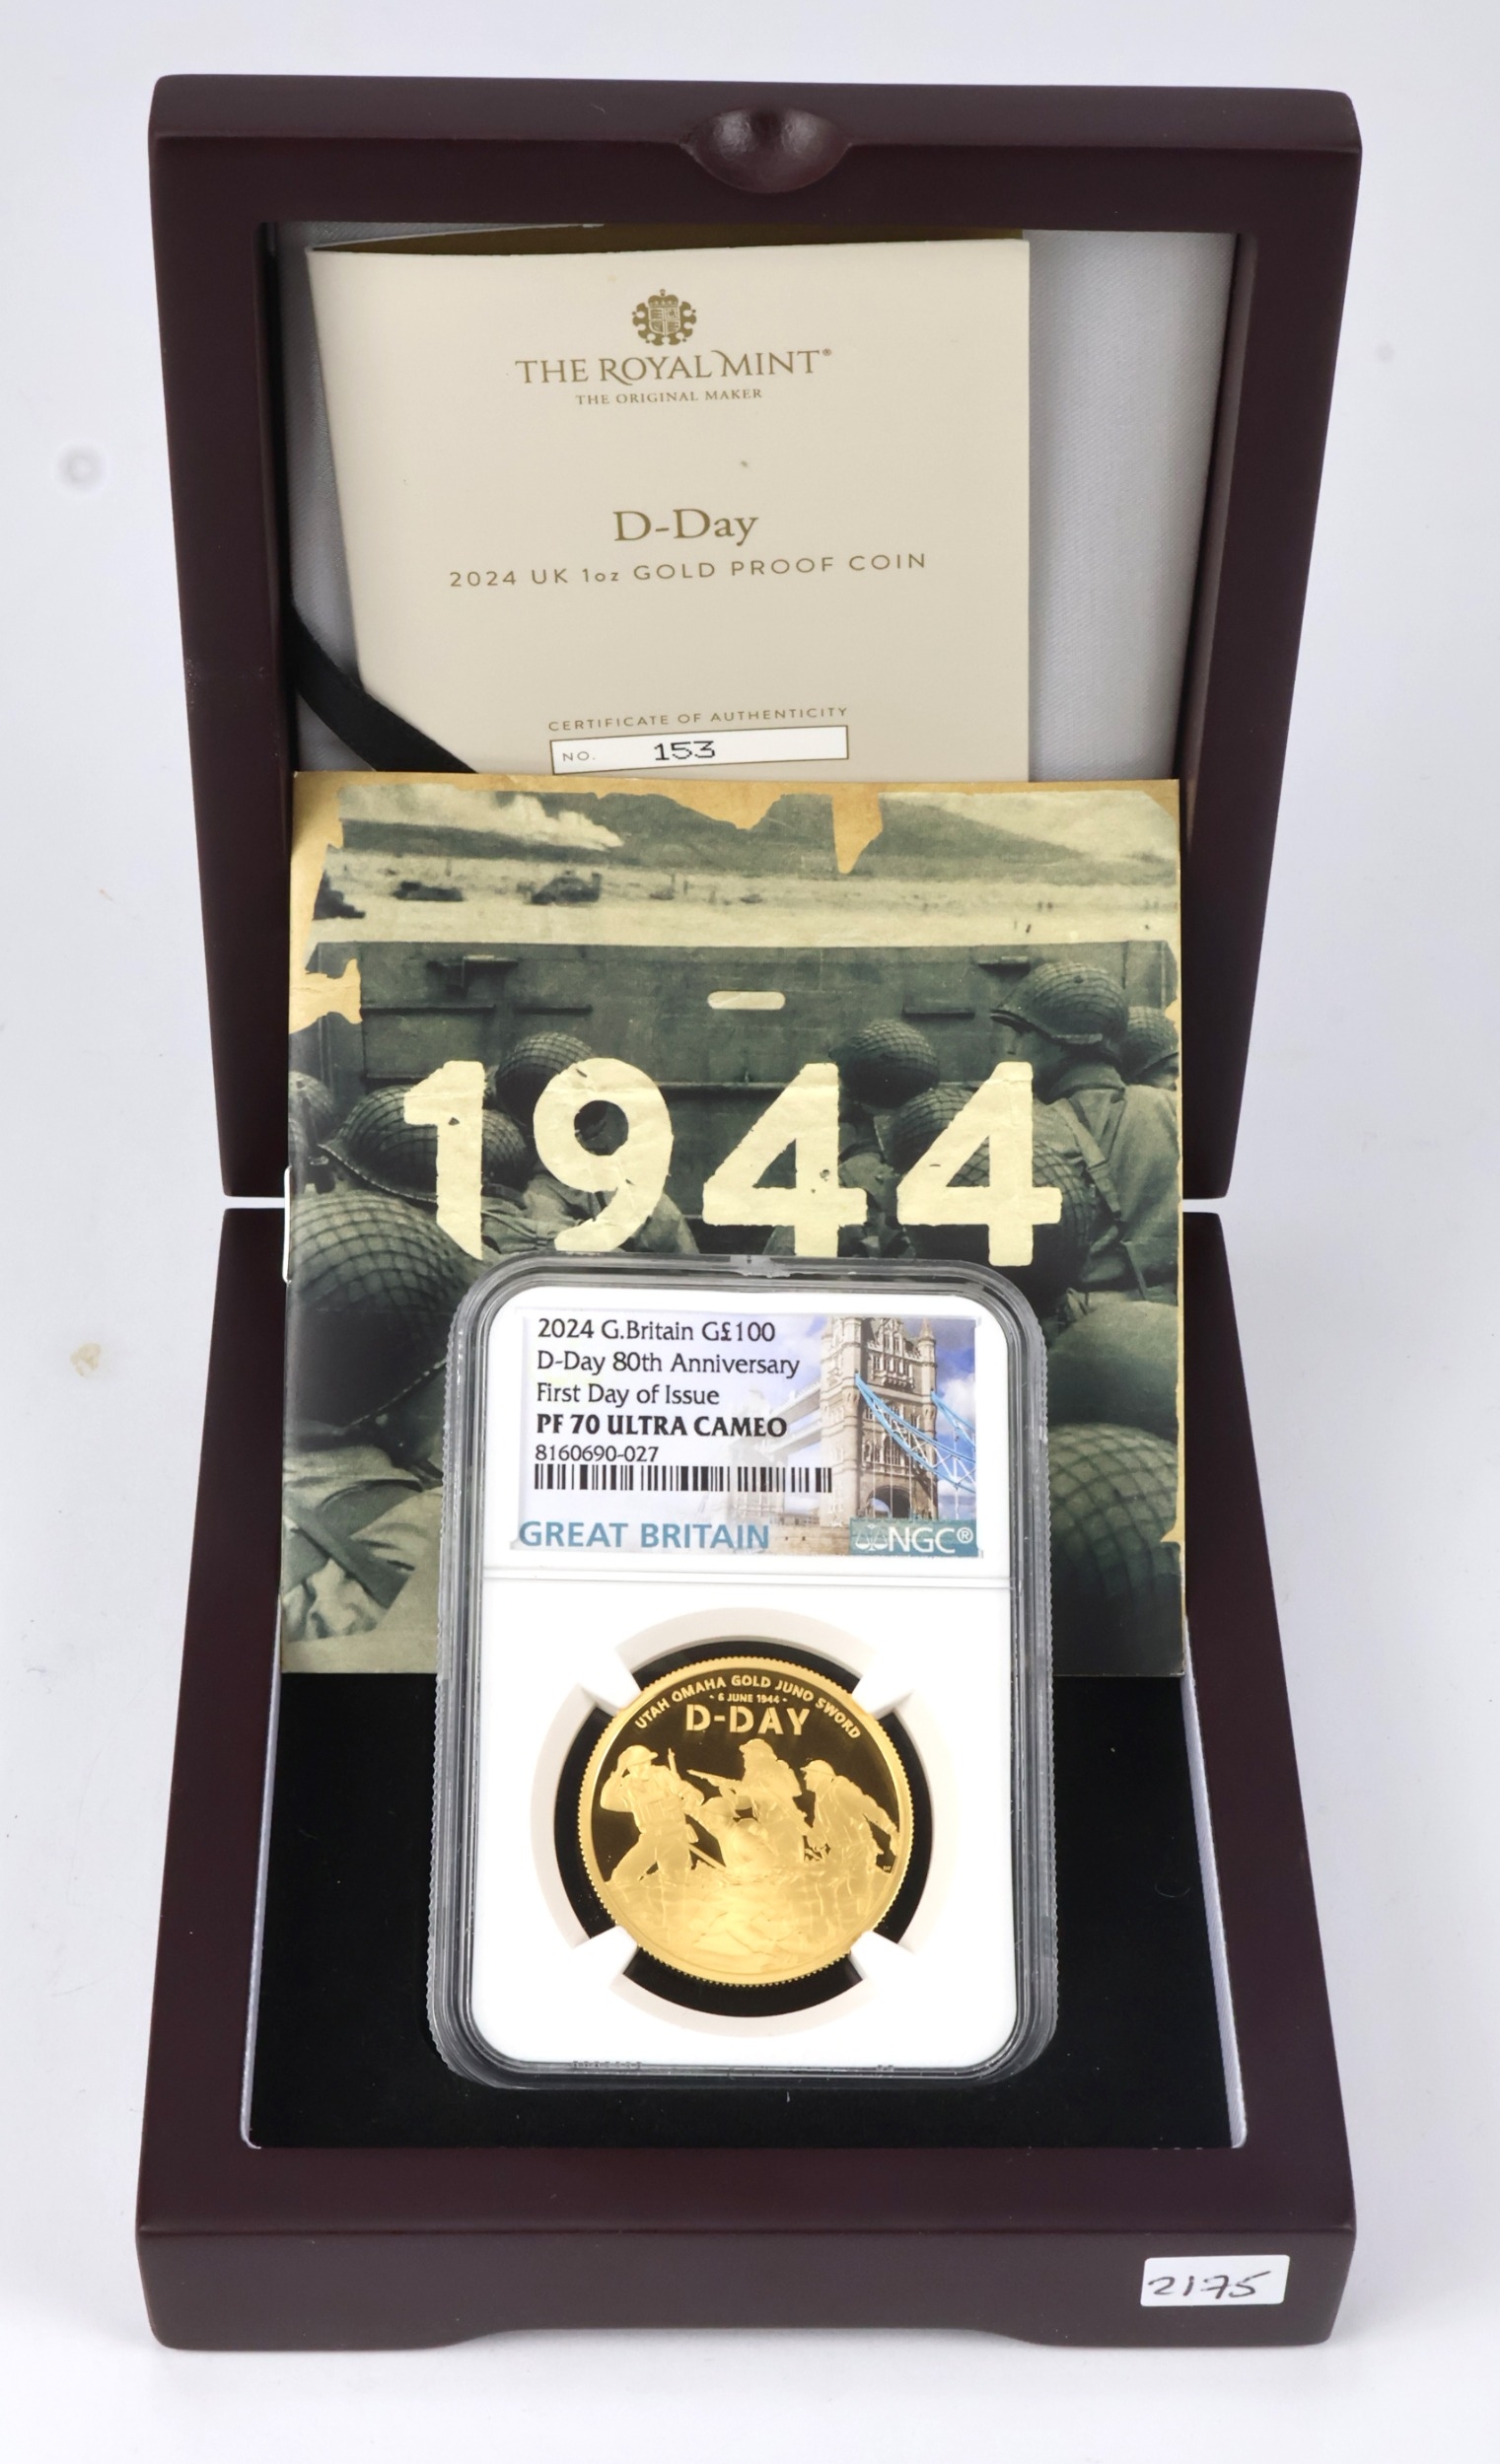 THE ROYAL MINT®
THE ORIGINAL MAKER
D-Day
2024 UK 1oz GOLD PROOF COIN
CERTIFICATE OF AUTHENTICITY
NO. 153
1944
2024 G.Britain G£100
D-Day 80th Anniversary
First Day of Issue
PF 70 ULTRA CAMEO
8160690-027
GREAT BRITAIN
NGC®
UTAH OMAHA GOLD JUNO SWORD
· 6 JUNE 1944 ·
D-DAY
2175